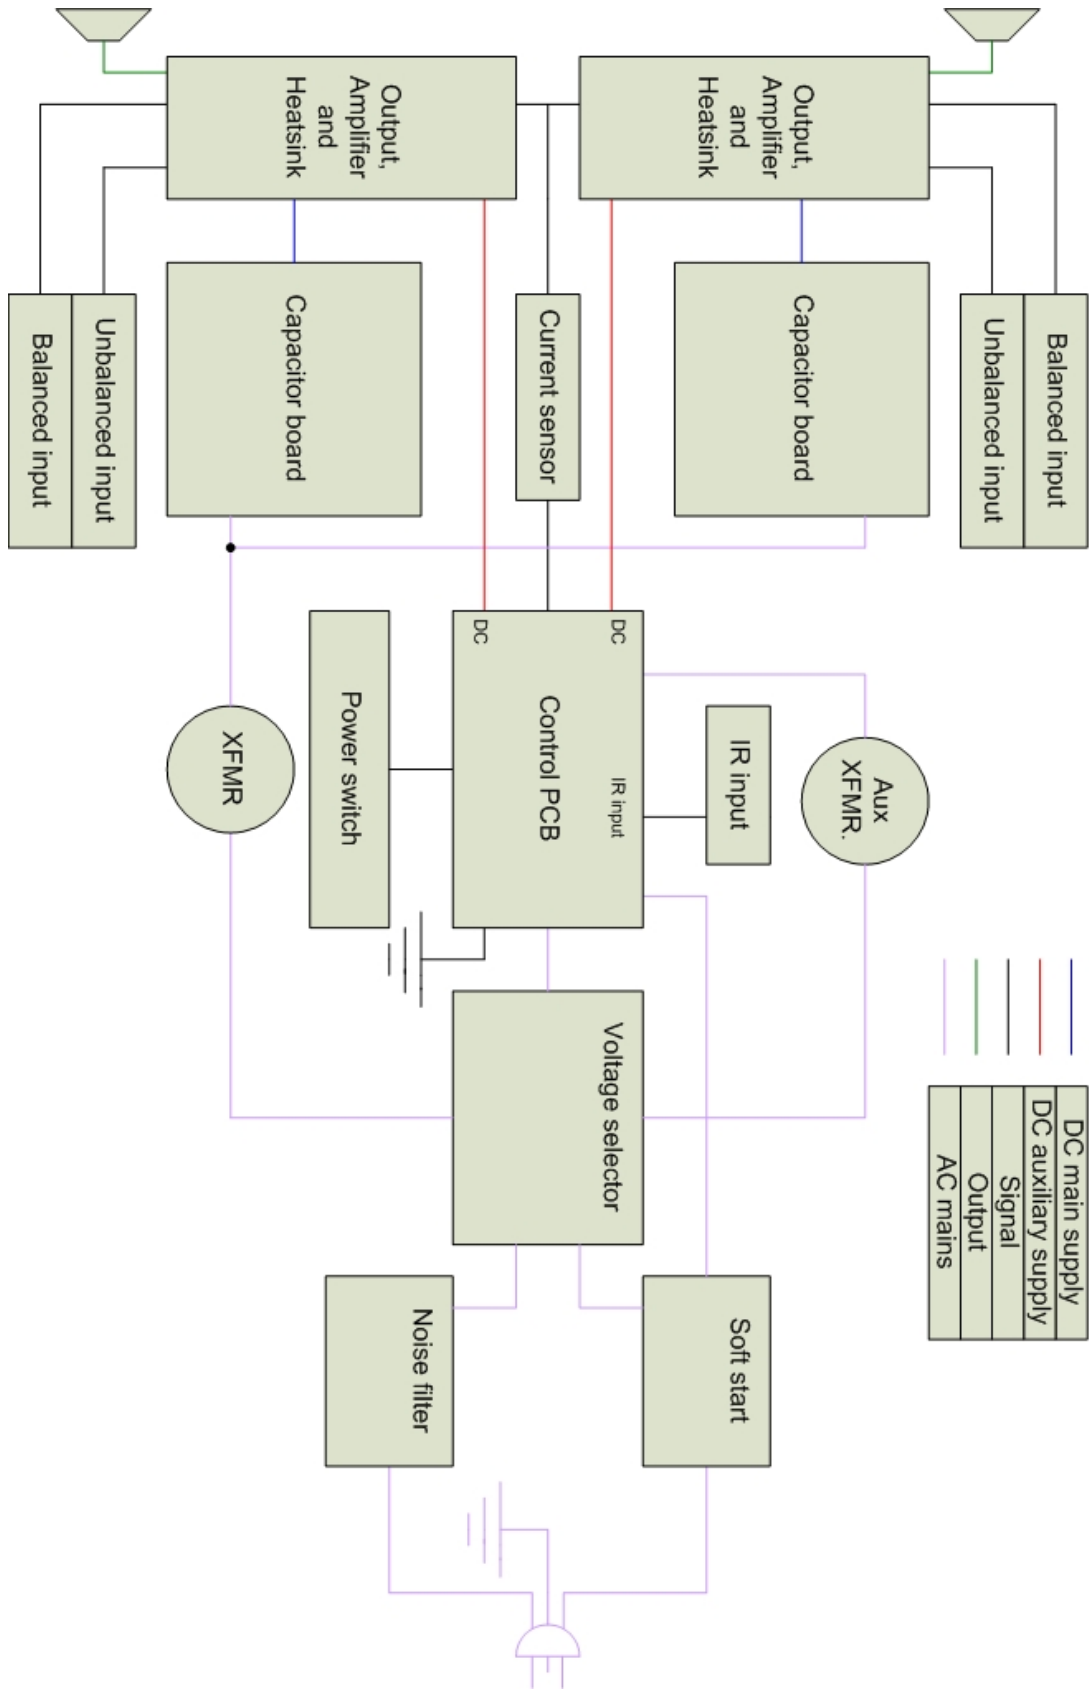 Balanced input
Unbalanced input
DC main supply
DC auxiliary supply
Signal
Output
AC mains
Output,
Amplifier
and
Heatsink
Capacitor board
Aux
XFMR.
IR input
Soft start
DC
IR input
Control PCB
DC
Voltage selector
Current sensor
Noise filter
Output,
Amplifier
and
Heatsink
Capacitor board
Power switch
XFMR
Unbalanced input
Balanced input